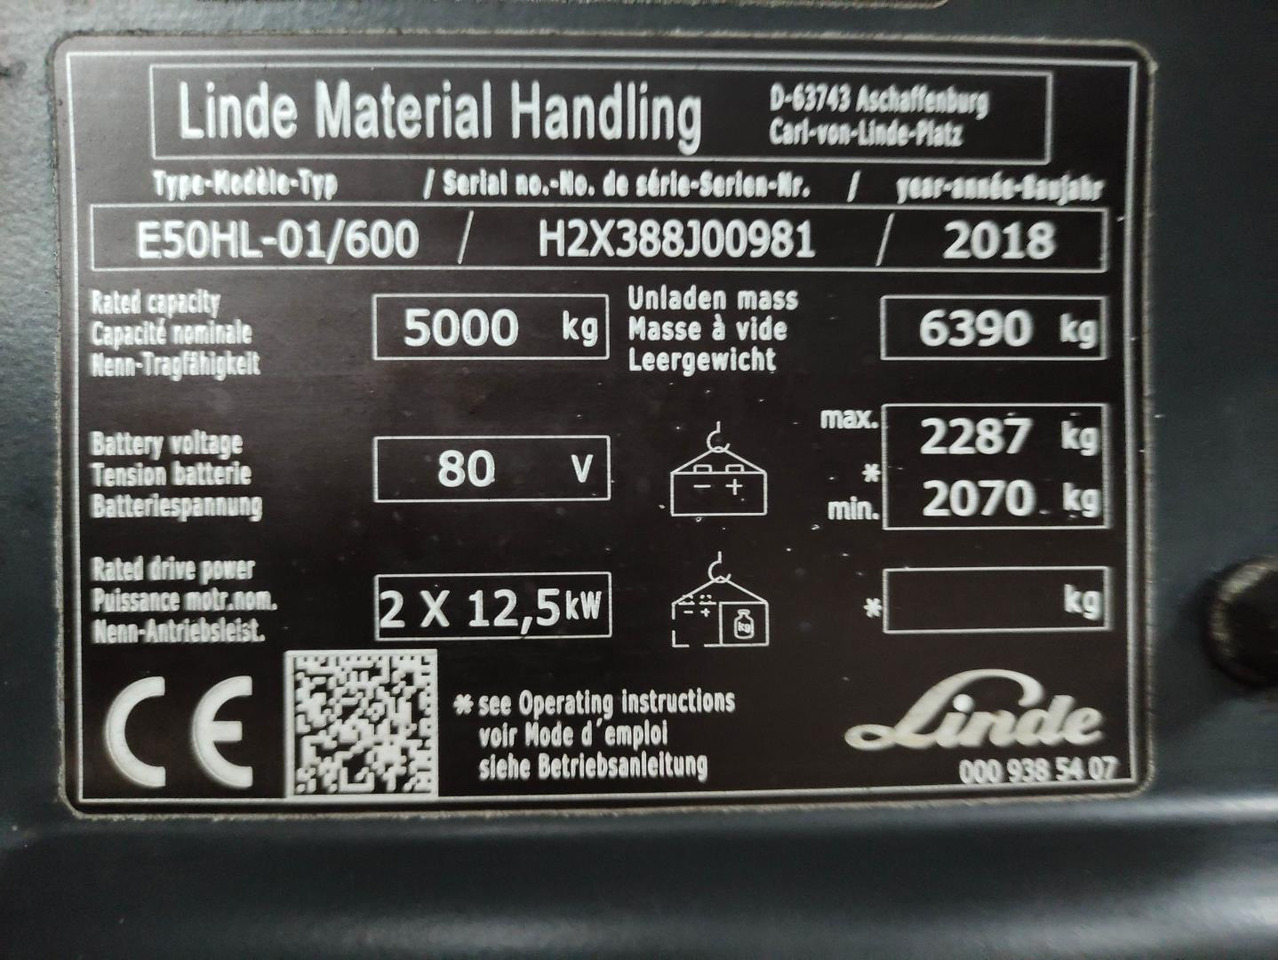 Linde Material Handling
D-63743 Aschaffenburg
Carl-von-Linde-Platz
Type-Modèle-Typ / Serial no.-No. de série-Serien-Nr. / year-année-Baujahr
E50HL-01/600 / H2X388J00981 / 2018
Rated capacity
Capacité nominale
Nenn-Tragfähigkeit
5000 kg
Unladen mass
Masse à vide
Leergewicht
6390 kg
Battery voltage
Tension batterie
Batteriespannung
80 V
- +
max. 2287 kg
*
min. 2070 kg
Rated drive power
Puissance motr.nom.
Nenn-Antriebsleist.
2 X 12,5kW
- + kg
* kg
CE
* see Operating instructions
voir Mode d'emploi
siehe Betriebsanleitung
Linde
000 938 54 07